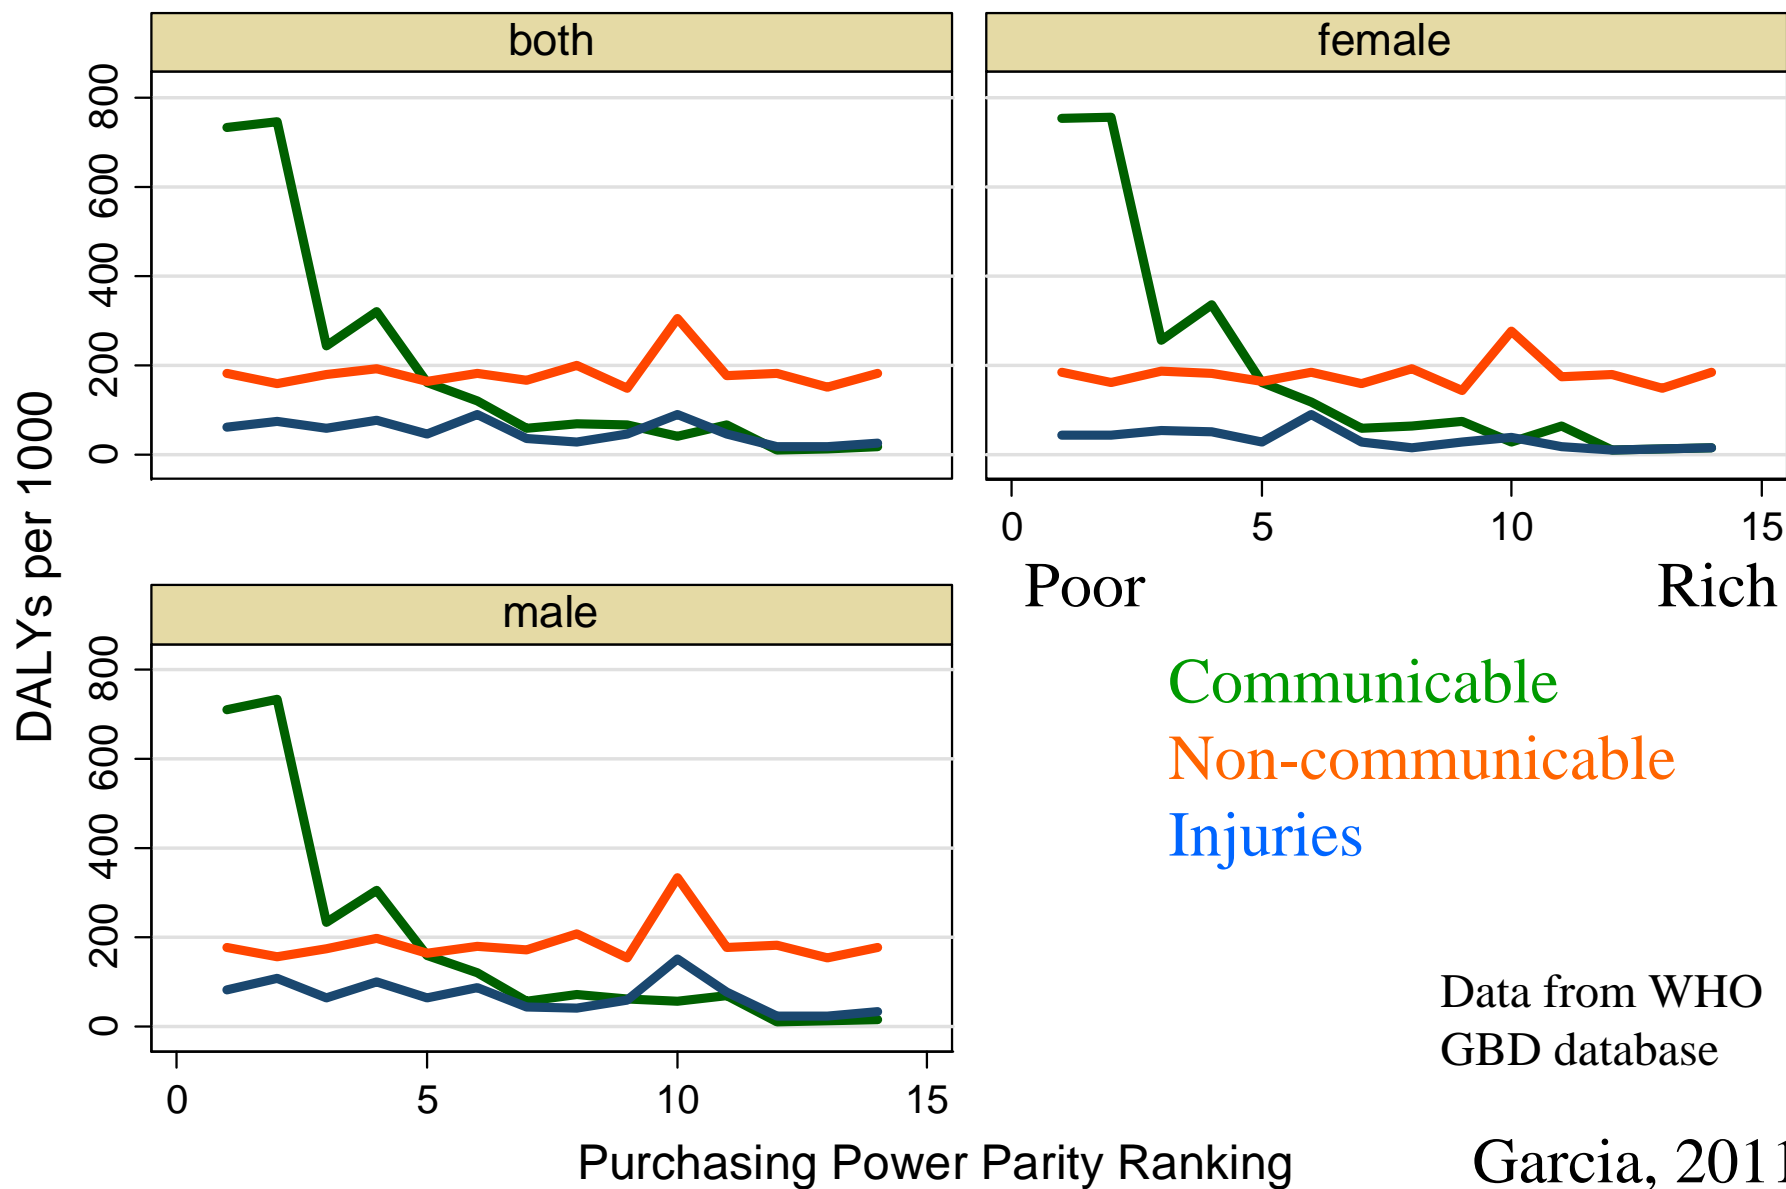 both
female
800
600
400
200
0
0 5 10 15
Poor Rich
DALYs per 1000
male
800
600
400
200
0
0 5 10 15
Communicable
Non-communicable
Injuries
Data from WHO
GBD database
Purchasing Power Parity Ranking
Garcia, 2011